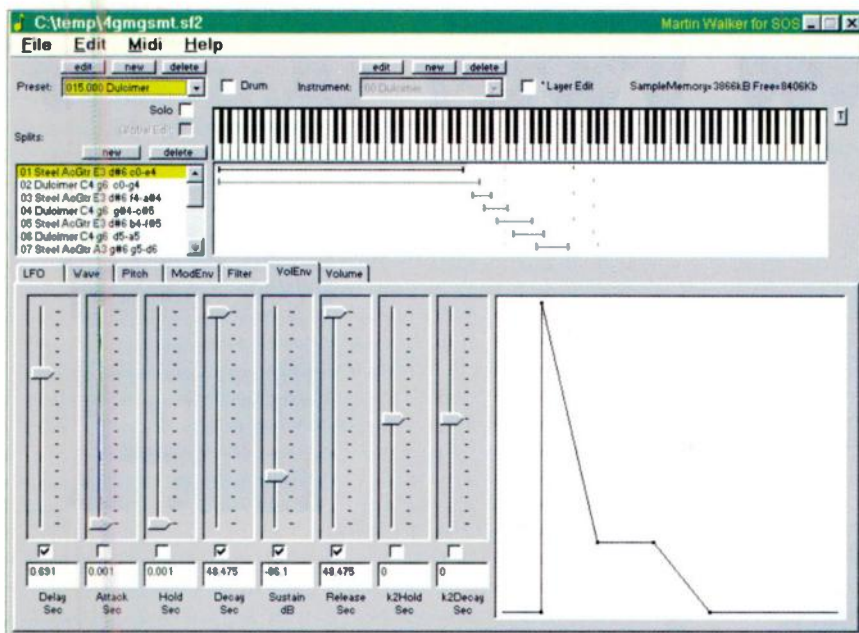 C:\temp\4gmgsmt.sf2 Martin Walker for SOS
File Edit Midi Help
edit new delete edit new delete
Preset: 015:000 Dulcimer Drum Instrument: 00 Dulcimer *Layer Edit SampleMemory=3866kB Free=8406Kb
Solo
Global Edit
T
Splits:
new delete
01 Steel AcGtr E3 d#6 c0-e4
02 Dulcimer C4 g6 c0-g4
03 Steel AcGtr E3 d#6 f4-a#4
04 Dulcimer C4 g6 g#4-c#5
05 Steel AcGtr E3 d#6 b4-f#5
06 Dulcimer C4 g6 d5-a5
07 Steel AcGtr A3 g#6 g5-d6
LFO Wave Pitch ModEnv Filter VolEnv Volume
0.691 0.001 0.001 48.475 -86.1 48.475 0 0
Delay Attack Hold Decay Sustain Release k2Hold k2Decay
Sec Sec Sec Sec dB Sec Sec Sec